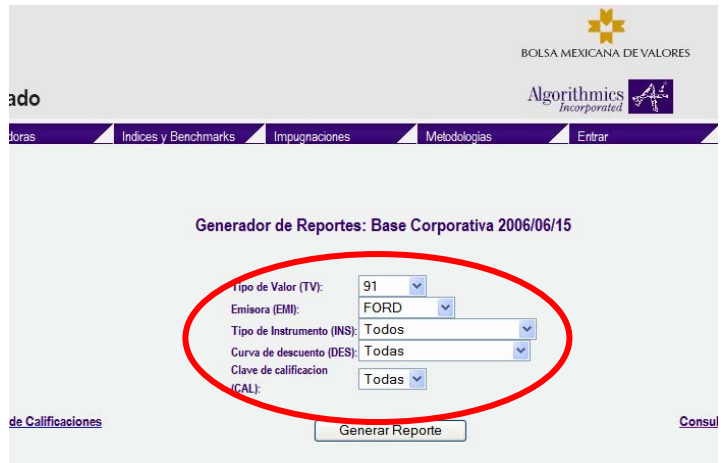 BOLSA MEXICANA DE VALORES
ado
Algorithmics
Incorporated
doras Indices y Benchmarks Impugnaciones Metodologias Entrar
Generador de Reportes: Base Corporativa 2006/06/15
Tipo de Valor (TV): 91
Emisora (EMI): FORD
Tipo de Instrumento (INS): Todos
Curva de descuento (DES): Todas
Clave de calificacion
(CAL): Todas
de Calificaciones Consul
Generar Reporte